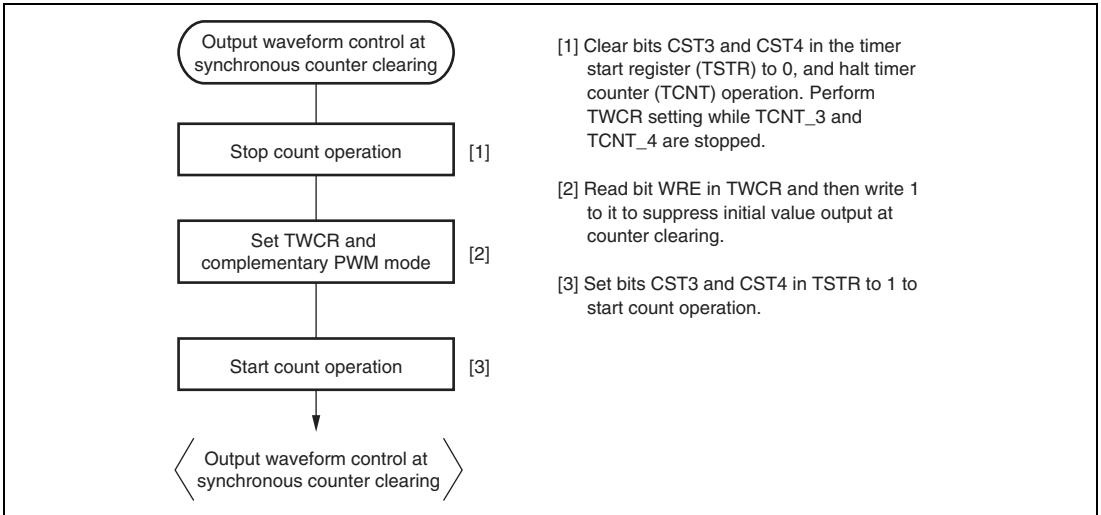 Output waveform control at
synchronous counter clearing
Stop count operation
[1]
Set TWCR and
complementary PWM mode
[2]
Start count operation
[3]
Output waveform control at
synchronous counter clearing
[1] Clear bits CST3 and CST4 in the timer
start register (TSTR) to 0, and halt timer
counter (TCNT) operation. Perform
TWCR setting while TCNT_3 and
TCNT_4 are stopped.
[2] Read bit WRE in TWCR and then write 1
to it to suppress initial value output at
counter clearing.
[3] Set bits CST3 and CST4 in TSTR to 1 to
start count operation.